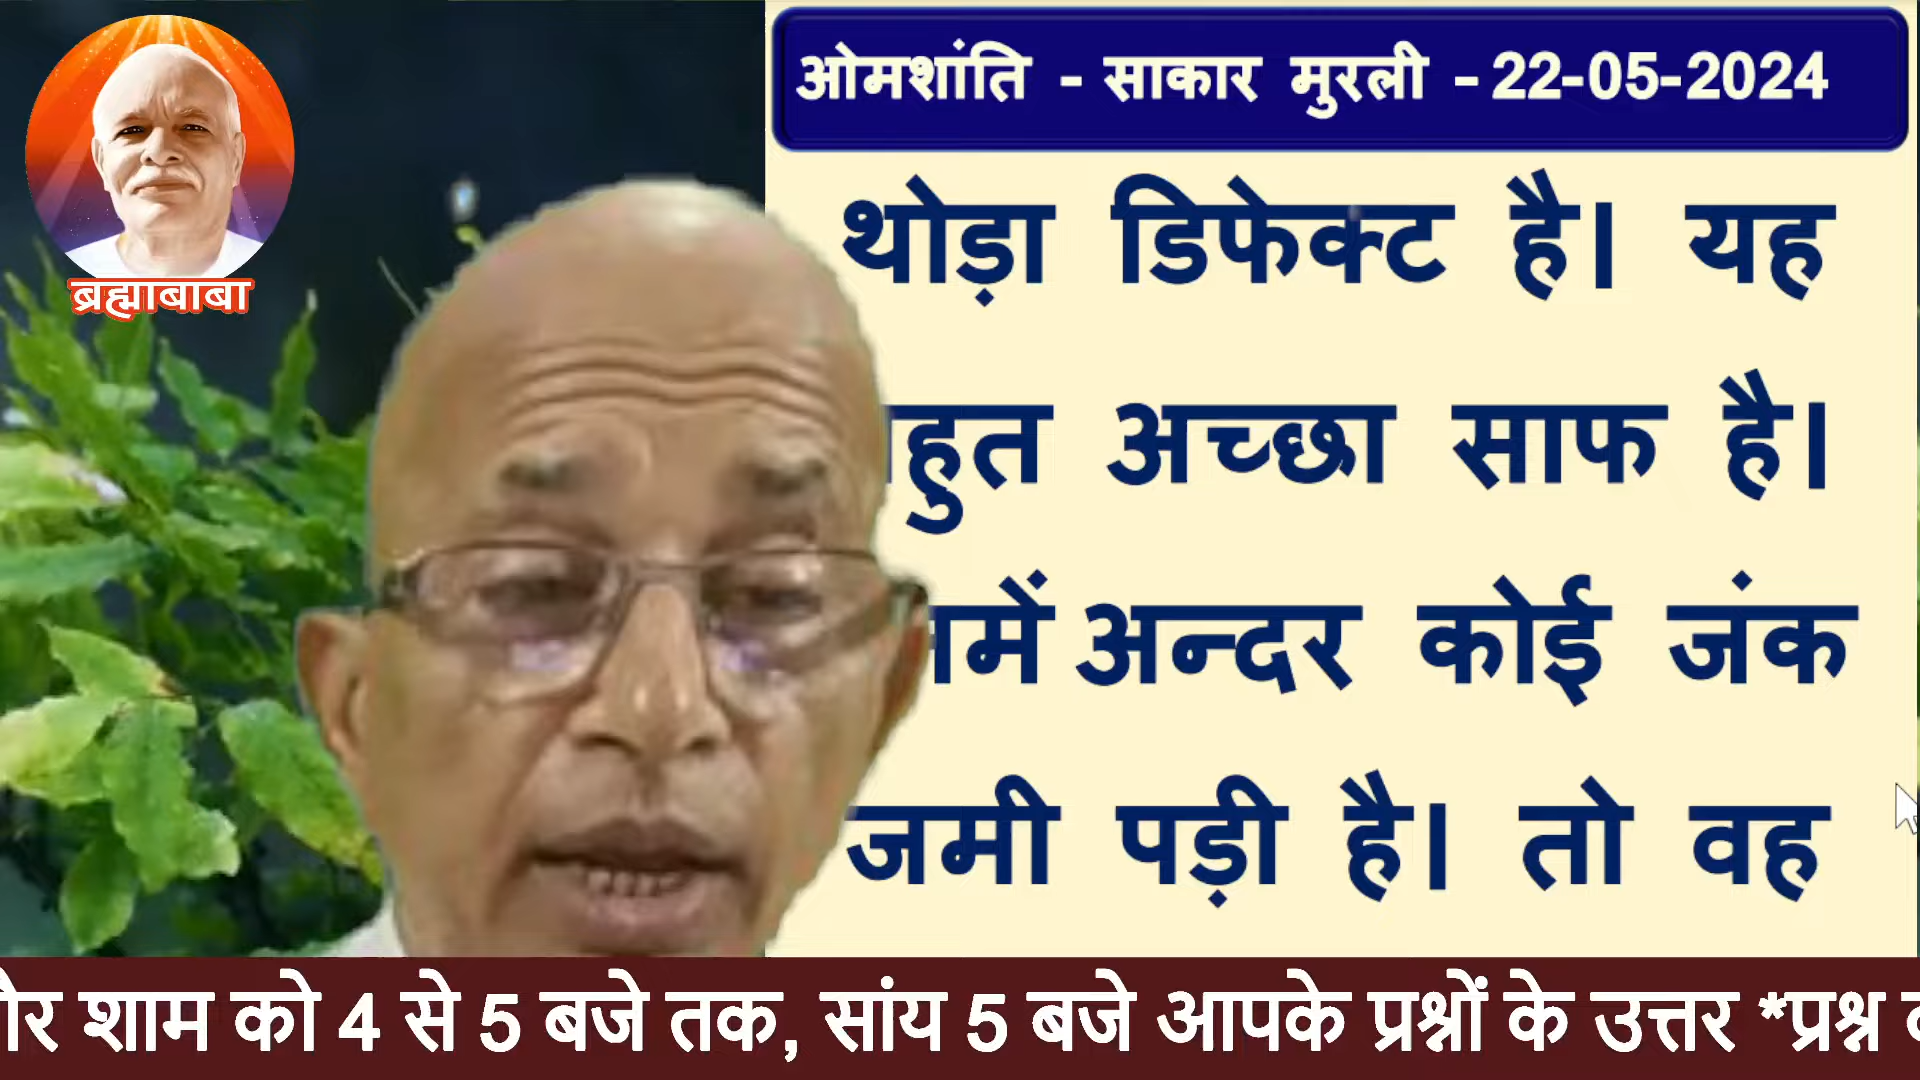 ब्रह्माबाबा
ओमशांति - साकार मुरली - 22-05-2024
थोड़ा डिफेक्ट है। यह
अच्छा साफ है।
अन्दर कोई जंक
जमी पड़ी है। तो वह
शाम को 4 से 5 बजे तक, सांय 5 बजे आपके प्रश्नों के उत्तर *प्रश्न